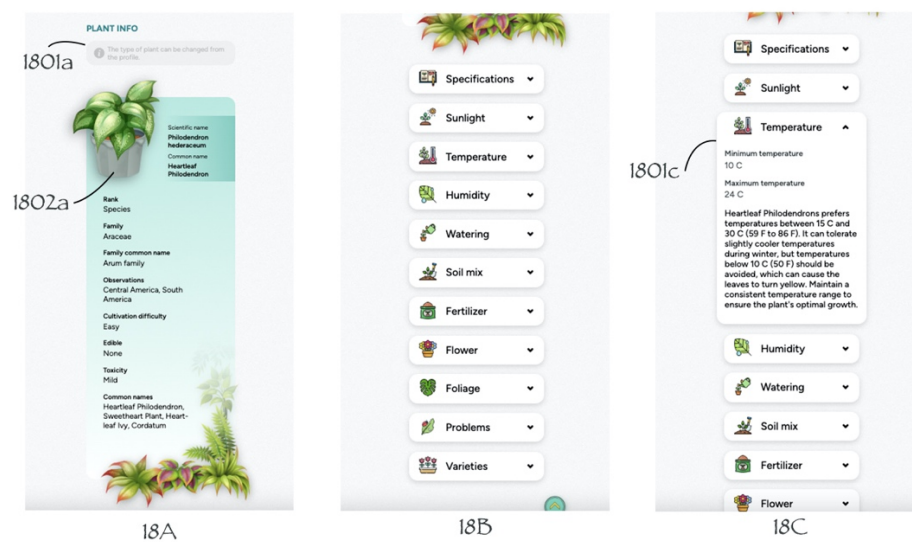 PLANT INFO
The type of plant can be changed from
the profile.
1801a
Scientific name
Philodendron
hederaceum
Common name
Heartleaf
Philodendron
1802a
Rank
Species
Family
Araceae
Family common name
Arum family
Observations
Central America, South
America
Cultivation difficulty
Easy
Edible
None
Toxicity
Mild
Common names
Heartleaf Philodendron,
Sweetheart Plant, Heart-
leaf Ivy, Cordatum
18A
Specifications
Sunlight
Temperature
Humidity
Watering
Soil mix
Fertilizer
Flower
Foliage
Problems
Varieties
18B
Specifications
Sunlight
Temperature
1801c
Minimum temperature
10 C
Maximum temperature
24 C
Heartleaf Philodendrons prefers
temperatures between 15 C and
30 C (59 F to 86 F). It can tolerate
slightly cooler temperatures
during winter, but temperatures
below 10 C (50 F) should be
avoided, which can cause the
leaves to turn yellow. Maintain a
consistent temperature range to
ensure the plant's optimal growth.
Humidity
Watering
Soil mix
Fertilizer
Flower
18C